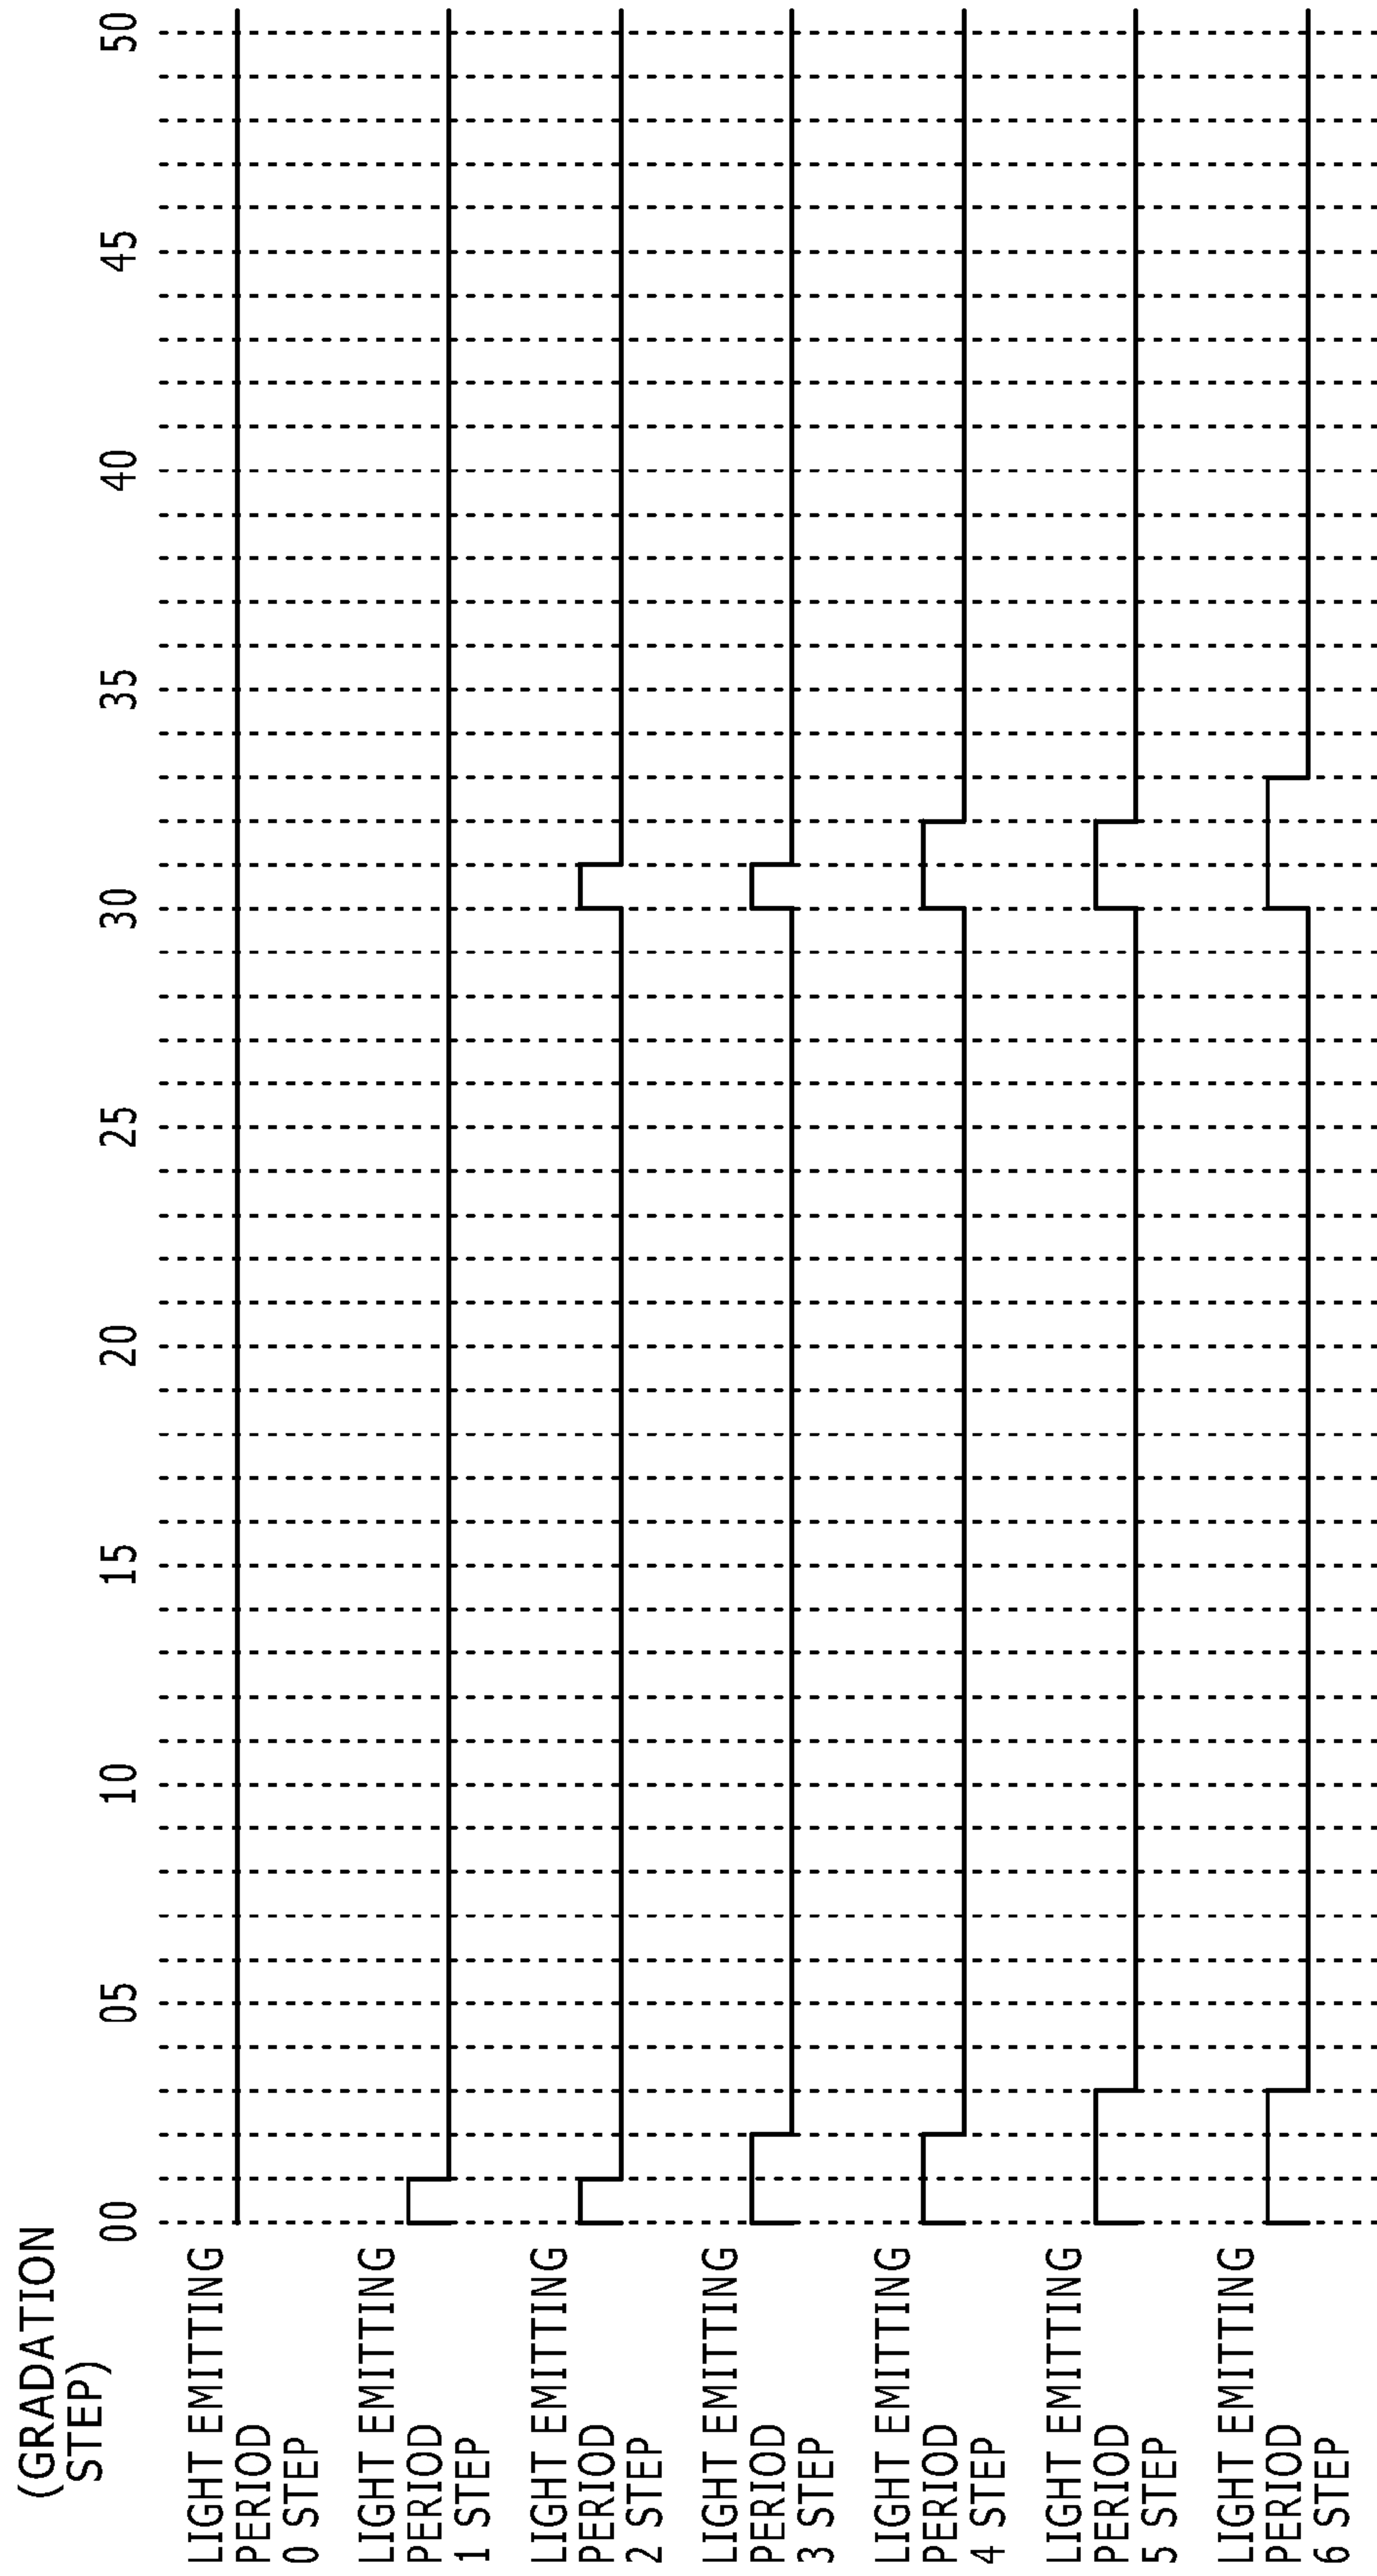 (GRADATION
STEP)
00 05 10 15 20 25 30 35 40 45 50
LIGHT EMITTING
PERIOD
0 STEP
LIGHT EMITTING
PERIOD
1 STEP
LIGHT EMITTING
PERIOD
2 STEP
LIGHT EMITTING
PERIOD
3 STEP
LIGHT EMITTING
PERIOD
4 STEP
LIGHT EMITTING
PERIOD
5 STEP
LIGHT EMITTING
PERIOD
6 STEP